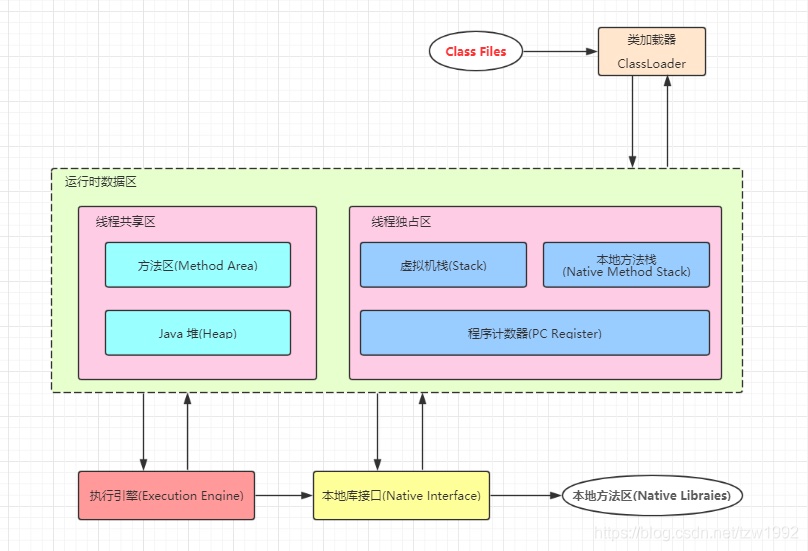 Class Files
类加载器
ClassLoader
运行时数据区
线程共享区
线程独占区
方法区(Method Area)
虚拟机栈(Stack)
本地方法栈
(Native Method Stack)
Java 堆(Heap)
程序计数器(PC Register)
执行引擎(Execution Engine)
本地库接口(Native Interface)
本地方法区(Native Libraies)
https://blog.csdn.net/tzw1992